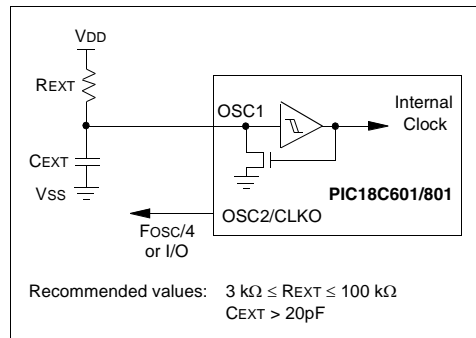 VDD
REXT
OSC1
Internal
Clock
CEXT
VSS
PIC18C601/801
OSC2/CLKO
FOSC/4
or I/O
Recommended values: 3 kΩ ≤ REXT ≤ 100 kΩ
CEXT > 20pF